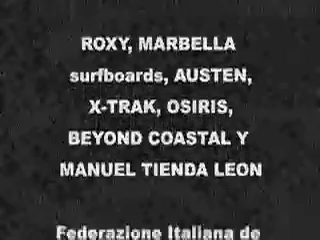 ROXY, MARBELLA
surfboards, AUSTEN,
X-TRAK, OSIRIS,
BEYOND COASTAL Y
MANUEL TIENDA LEON
Federazione Italiana de